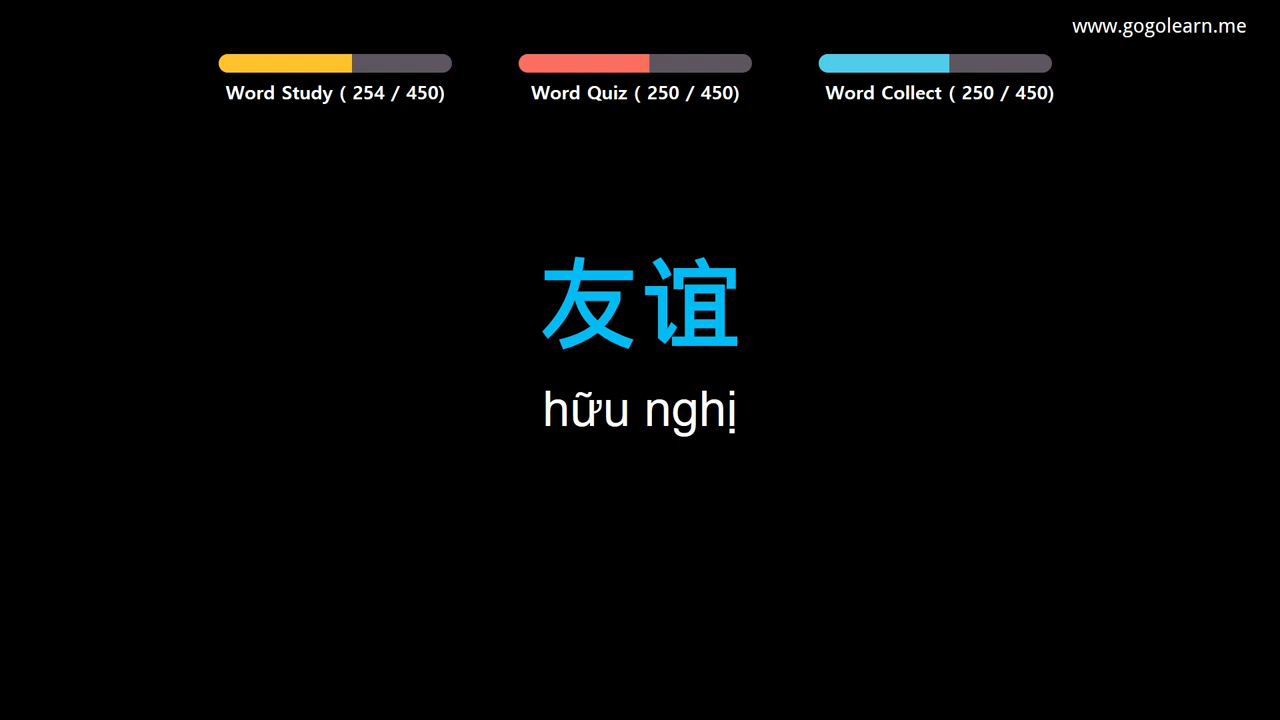 www.gogolearn.me
Word Study ( 254 / 450)
Word Quiz ( 250 / 450)
Word Collect ( 250 / 450)
友谊
hữu nghị